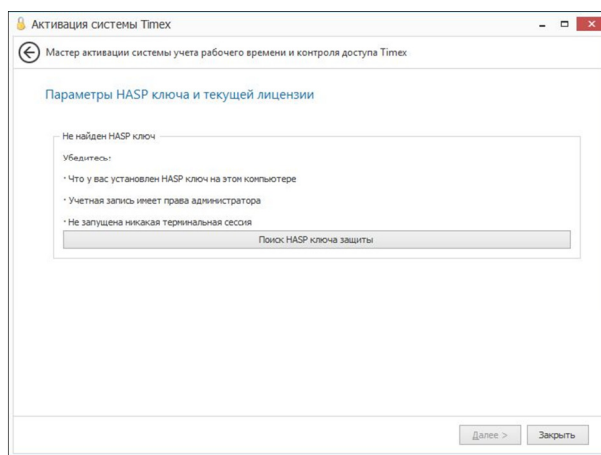 Активация системы Timex
Мастер активации системы учета рабочего времени и контроля доступа Timex
Параметры HASP ключа и текущей лицензии
Не найден HASP ключ
Убедитесь:
· Что у вас установлен HASP ключ на этом компьютере
· Учетная запись имеет права администратора
· Не запущена никакая терминальная сессия
Поиск HASP ключа защиты
Далее >
Закрыть